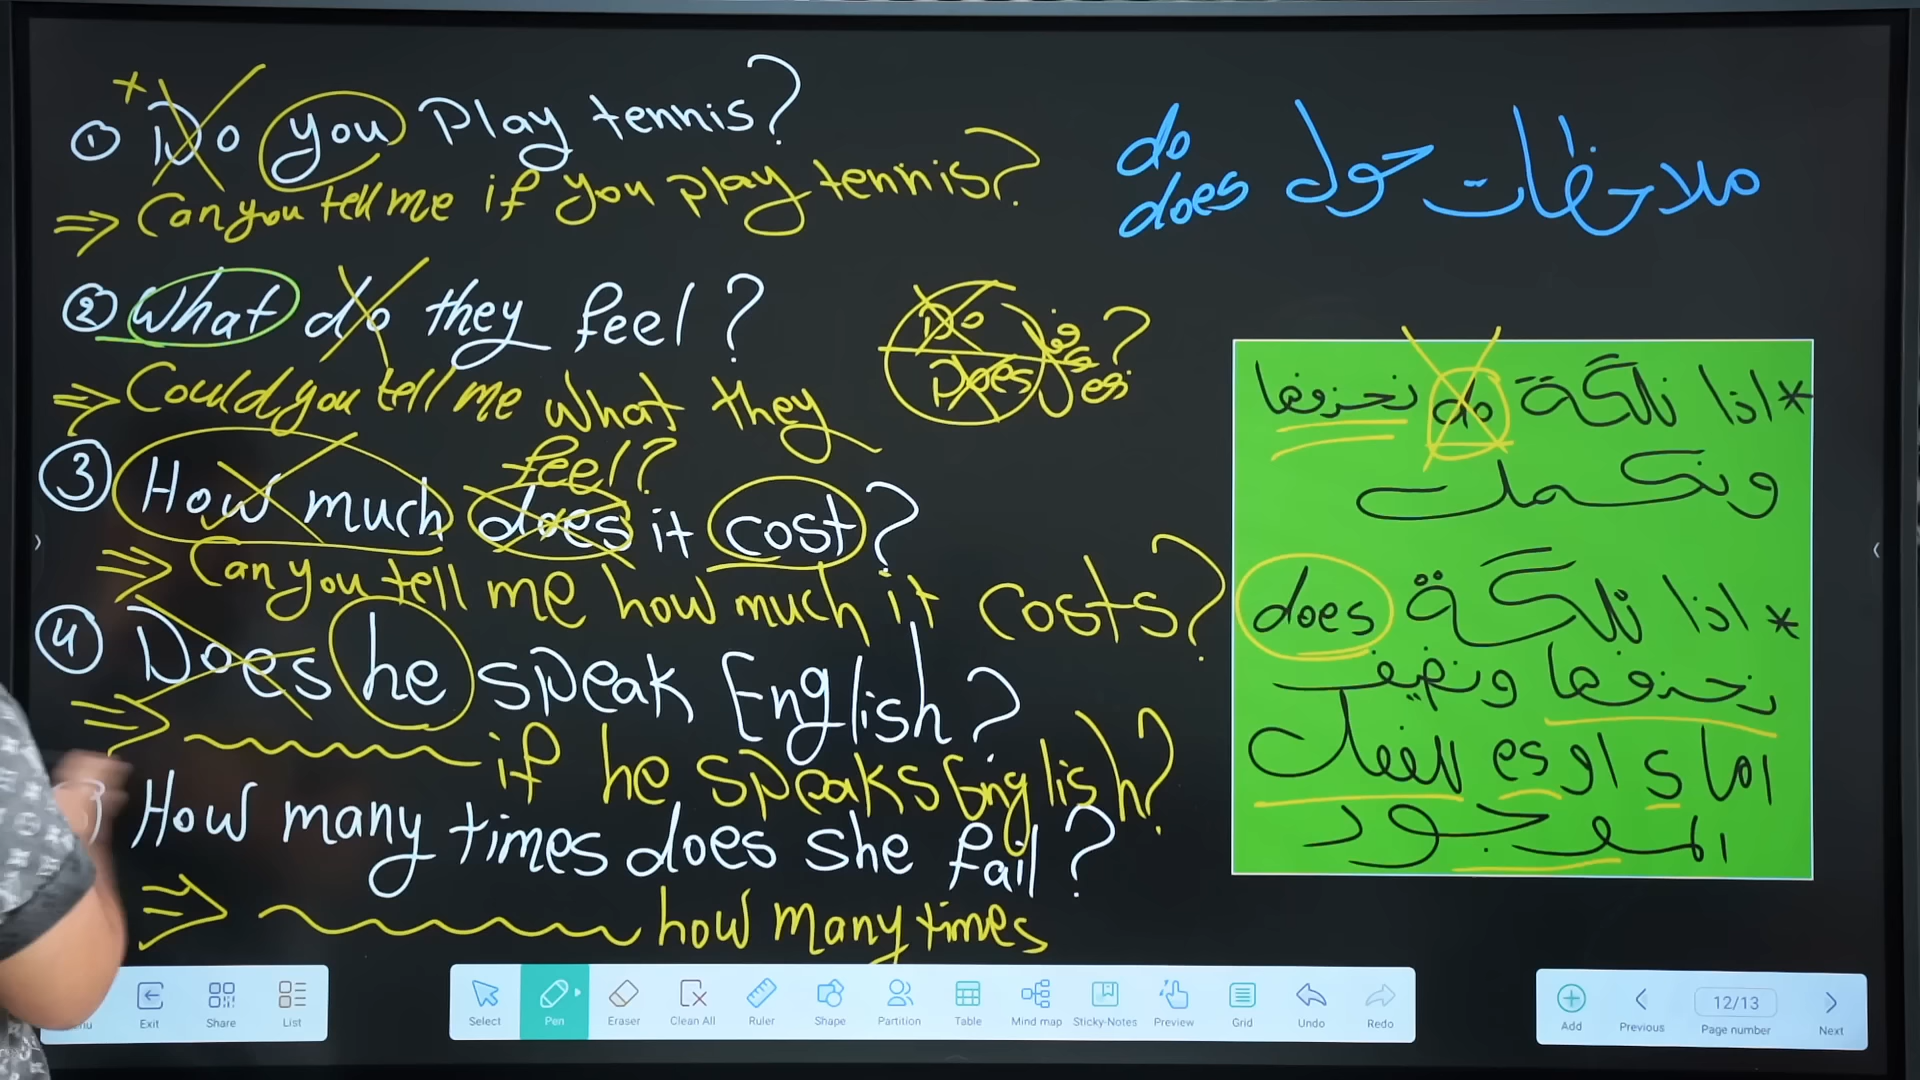 ① Do you Play tennis?
⇒ Can you tell me if you play tennis?
② What do they feel?
⇒ Could you tell me what they
feel?
③ How much does it cost?
⇒ Can you tell me how much it costs?
④ Does he speak English?
⇒ if he speaks English?
How many times does she fail?
⇒ how many times
ملاحظات حول
do
does
Do
Does
?
* اذا نلكة do نحذفها
ونكمل
* اذا نلكة does
نحذفها ونضيف
اما s او es للفعل
الموجود
Exit
Share
List
Select
Pen
Eraser
Clean All
Ruler
Shape
Partition
Table
Mind map
Sticky-Notes
Preview
Grid
Undo
Redo
Add
Previous
12/13
Page number
Next